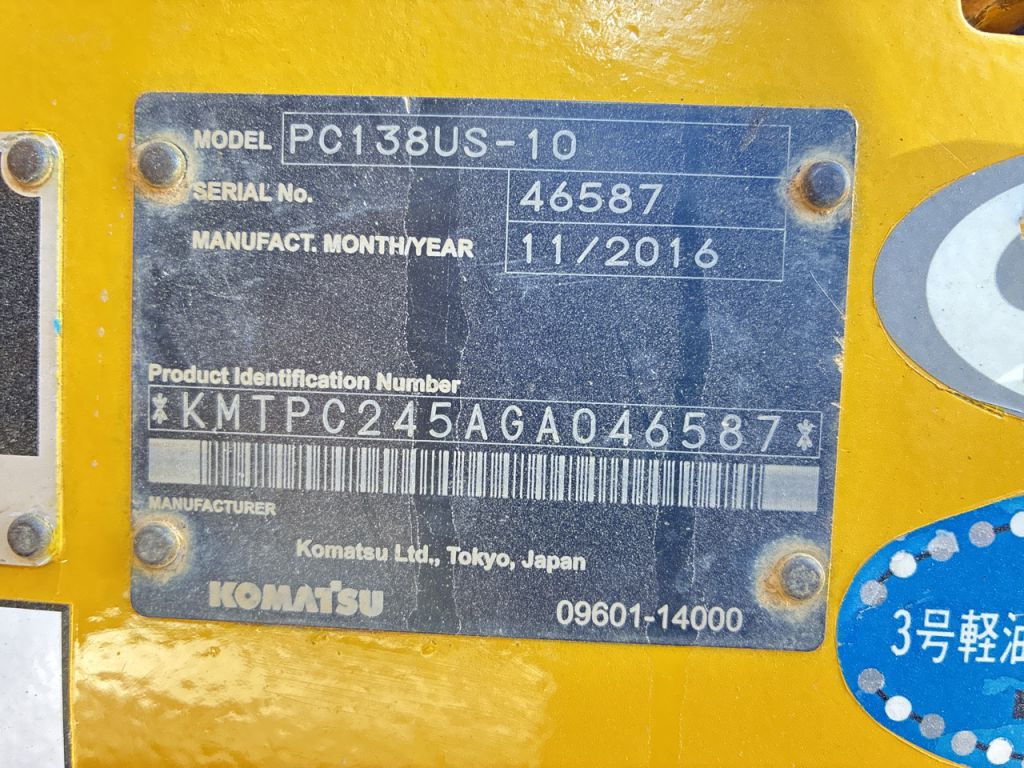 MODEL PC138US-10
SERIAL No. 46587
MANUFACT. MONTH/YEAR 11/2016
Product Identification Number
*KMTPC245AGA046587*
MANUFACTURER
Komatsu Ltd., Tokyo, Japan
KOMATSU 09601-14000
3号軽油